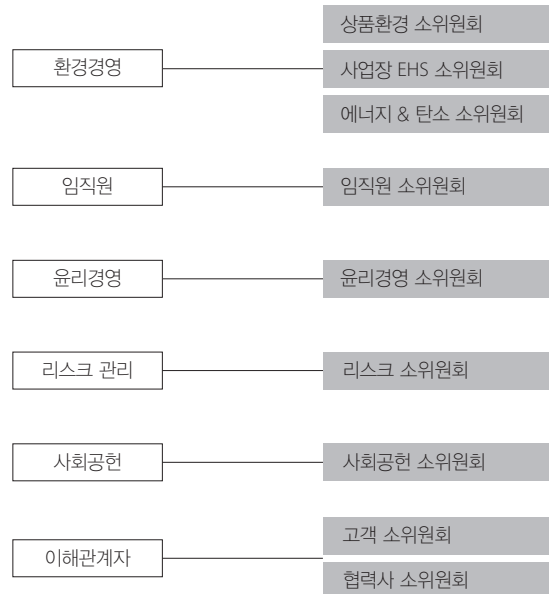 상품환경 소위원회
환경경영
사업장 EHS 소위원회
에너지 & 탄소 소위원회
임직원
임직원 소위원회
윤리경영
윤리경영 소위원회
리스크 관리
리스크 소위원회
사회공헌
사회공헌 소위원회
고객 소위원회
이해관계자
협력사 소위원회